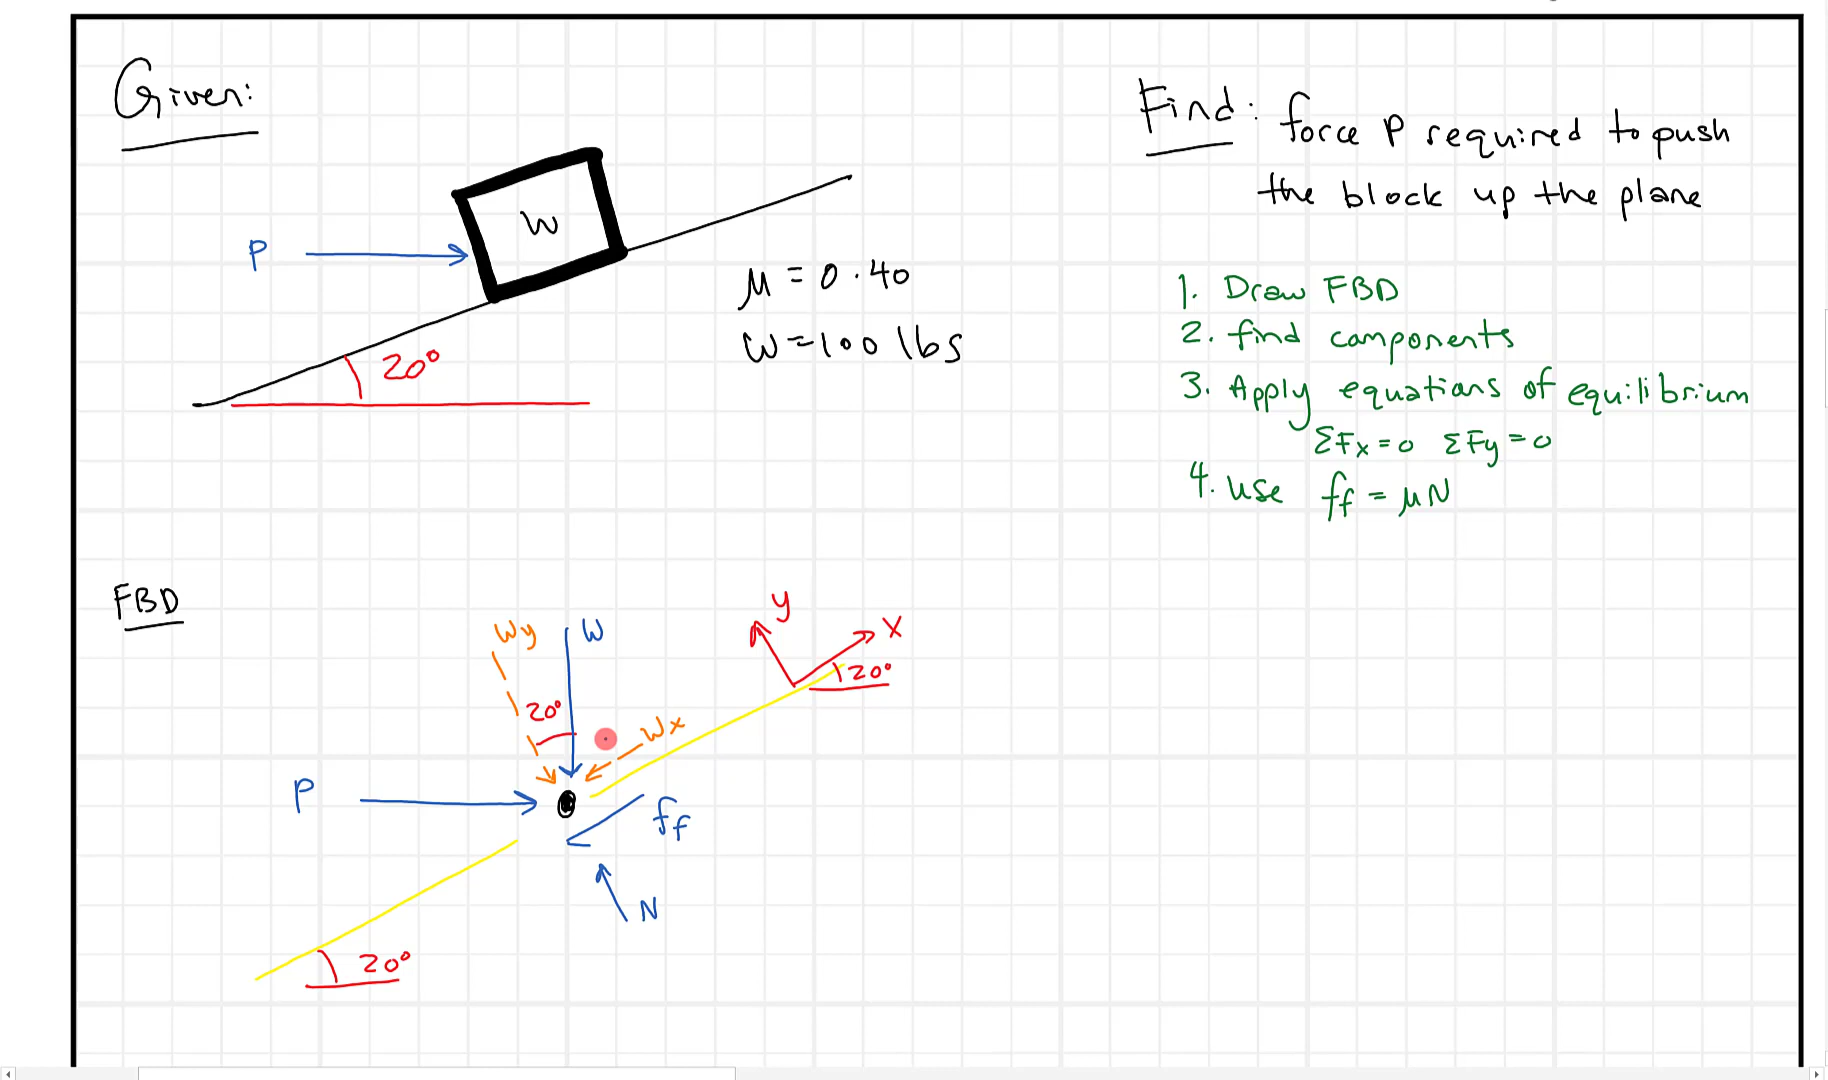 Given:
Find: force P required to push
the block up the plane
W
P
μ = 0.40
W=100 lbs
20°
1. Draw FBD
2. find components
3. Apply equations of equilibrium
ΣFx=0 ΣFy=0
4. use ff = μN
FBD
Wy
W
y
x
20°
20°
Wx
P
ff
N
20°